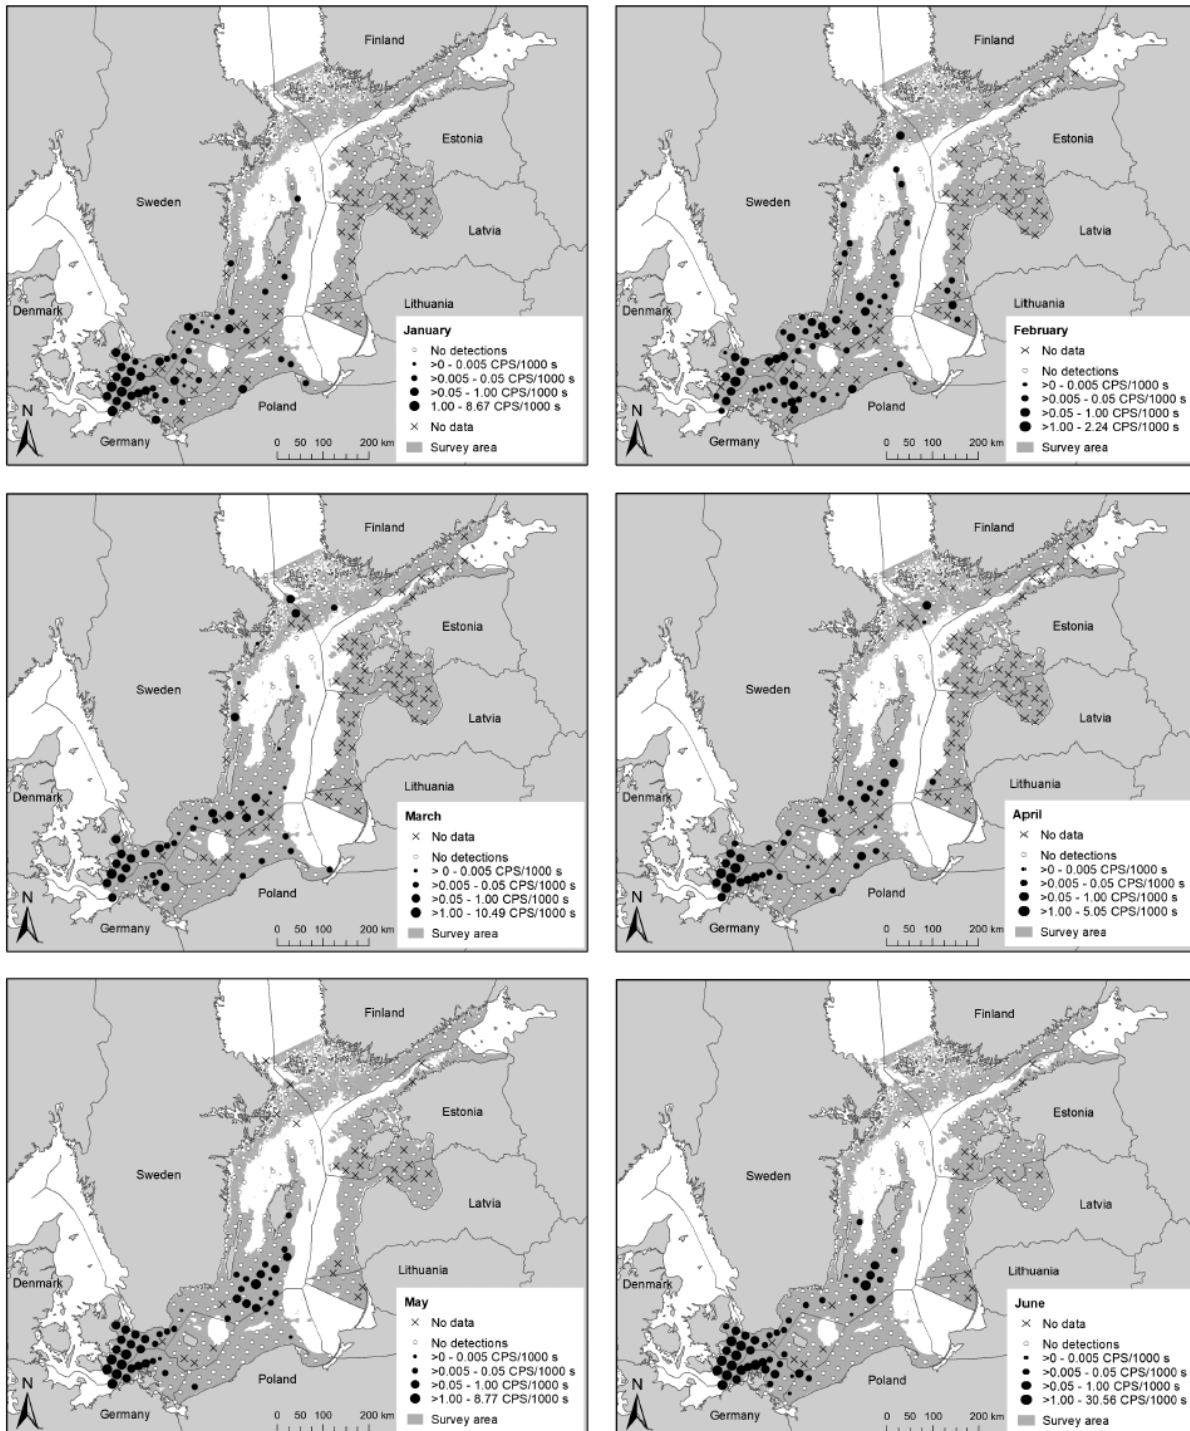 Finland
Estonia
Sweden
Latvia
Denmark
Lithuania
January
No detections
>0 - 0.005 CPS/1000 s
>0.005 - 0.05 CPS/1000 s
>0.05 - 1.00 CPS/1000 s
1.00 - 8.67 CPS/1000 s
No data
Survey area
Poland
N
Germany
0 50 100 200 km
Finland
Estonia
Sweden
Latvia
Denmark
Lithuania
February
No data
No detections
>0 - 0.005 CPS/1000 s
>0.005 - 0.05 CPS/1000 s
>0.05 - 1.00 CPS/1000 s
>1.00 - 2.24 CPS/1000 s
Survey area
Poland
N
Germany
0 50 100 200 km
Finland
Estonia
Sweden
Latvia
Denmark
Lithuania
March
No data
No detections
> 0 - 0.005 CPS/1000 s
>0.005 - 0.05 CPS/1000 s
>0.05 - 1.00 CPS/1000 s
>1.00 - 10.49 CPS/1000 s
Survey area
Poland
N
Germany
0 50 100 200 km
Finland
Estonia
Sweden
Latvia
Denmark
Lithuania
April
No data
No detections
>0 - 0.005 CPS/1000 s
>0.005 - 0.05 CPS/1000 s
>0.05 - 1.00 CPS/1000 s
>1.00 - 5.05 CPS/1000 s
Survey area
Poland
N
Germany
0 50 100 200 km
Finland
Estonia
Sweden
Latvia
Denmark
Lithuania
May
No data
No detections
>0 - 0.005 CPS/1000 s
>0.005 - 0.05 CPS/1000 s
>0.05 - 1.00 CPS/1000 s
>1.00 - 8.77 CPS/1000 s
Survey area
Poland
N
Germany
0 50 100 200 km
Finland
Estonia
Sweden
Latvia
Denmark
Lithuania
June
No data
No detections
>0 - 0.005 CPS/1000 s
>0.005 - 0.05 CPS/1000 s
>0.05 - 1.00 CPS/1000 s
>1.00 - 30.56 CPS/1000 s
Survey area
Poland
N
Germany
0 50 100 200 km